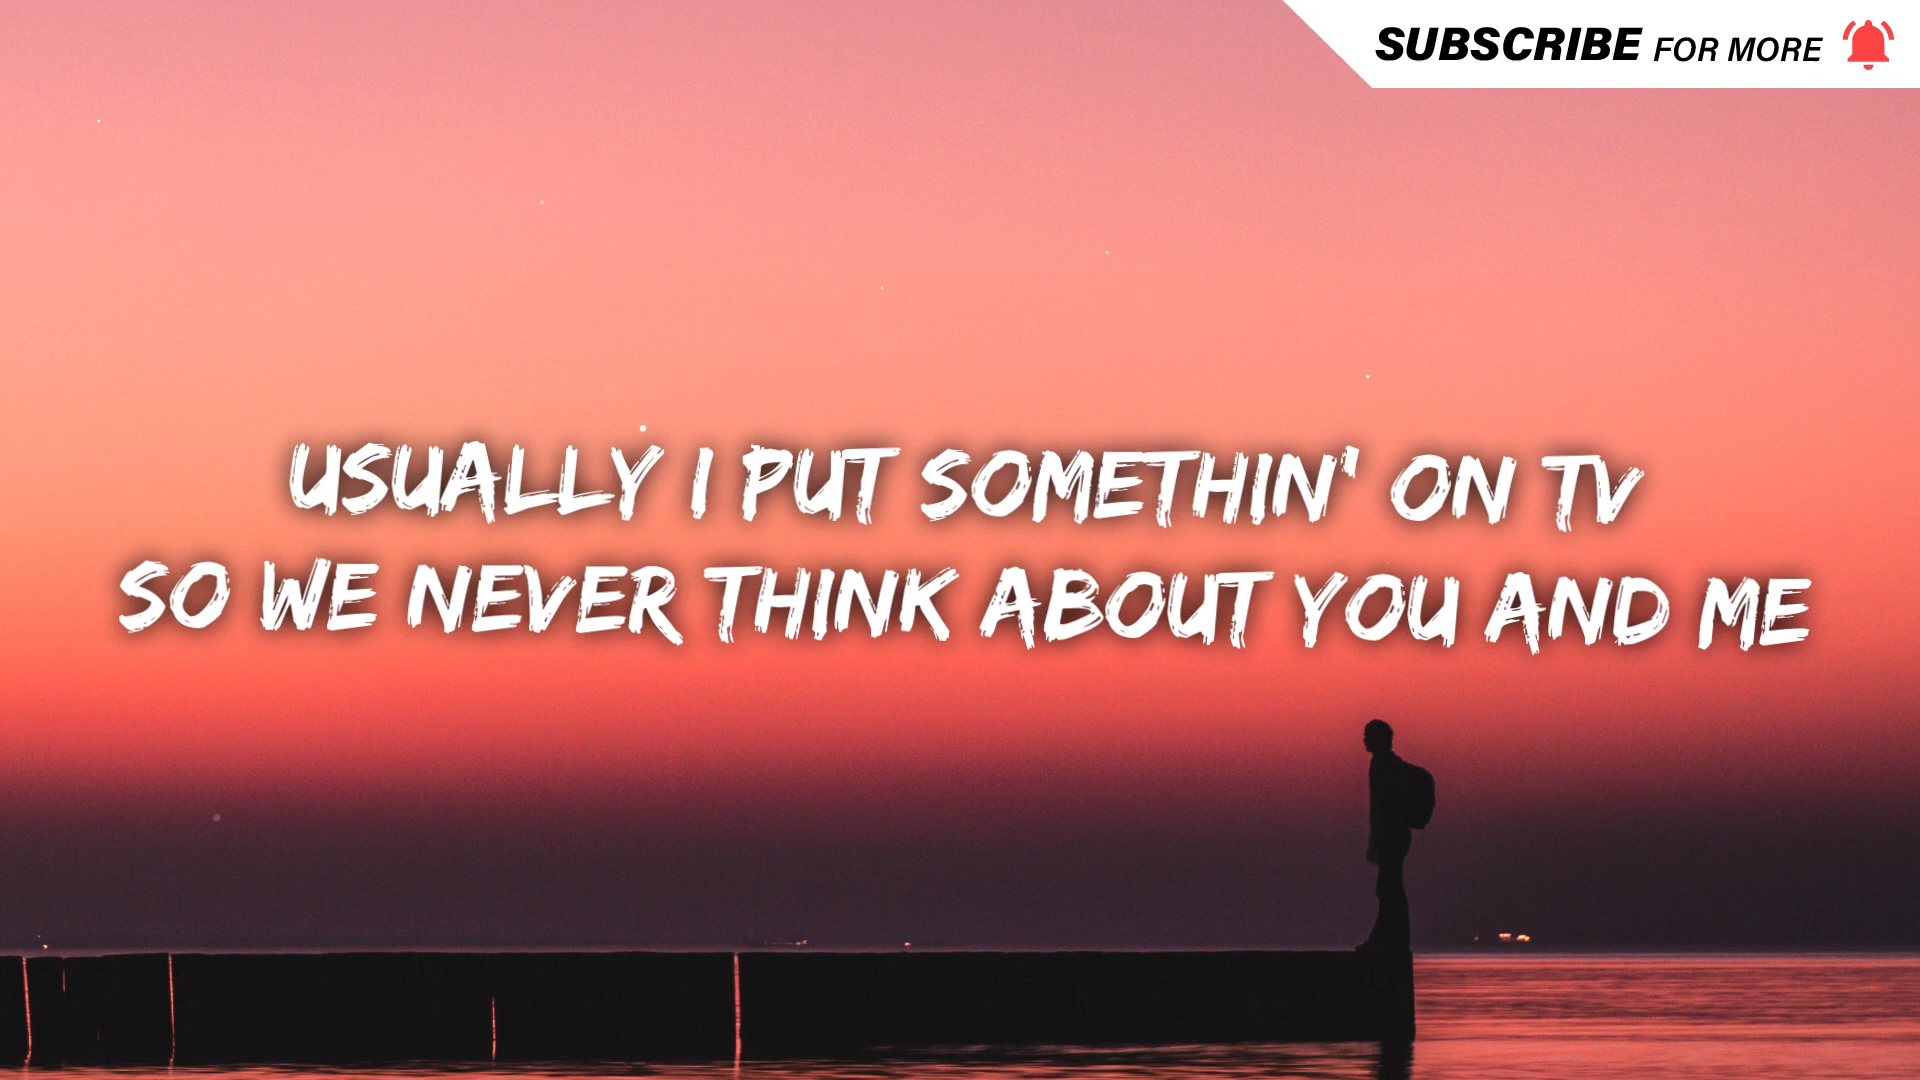 SUBSCRIBE FOR MORE
USUALLY I PUT SOMETHIN' ON TV
SO WE NEVER THINK ABOUT YOU AND ME